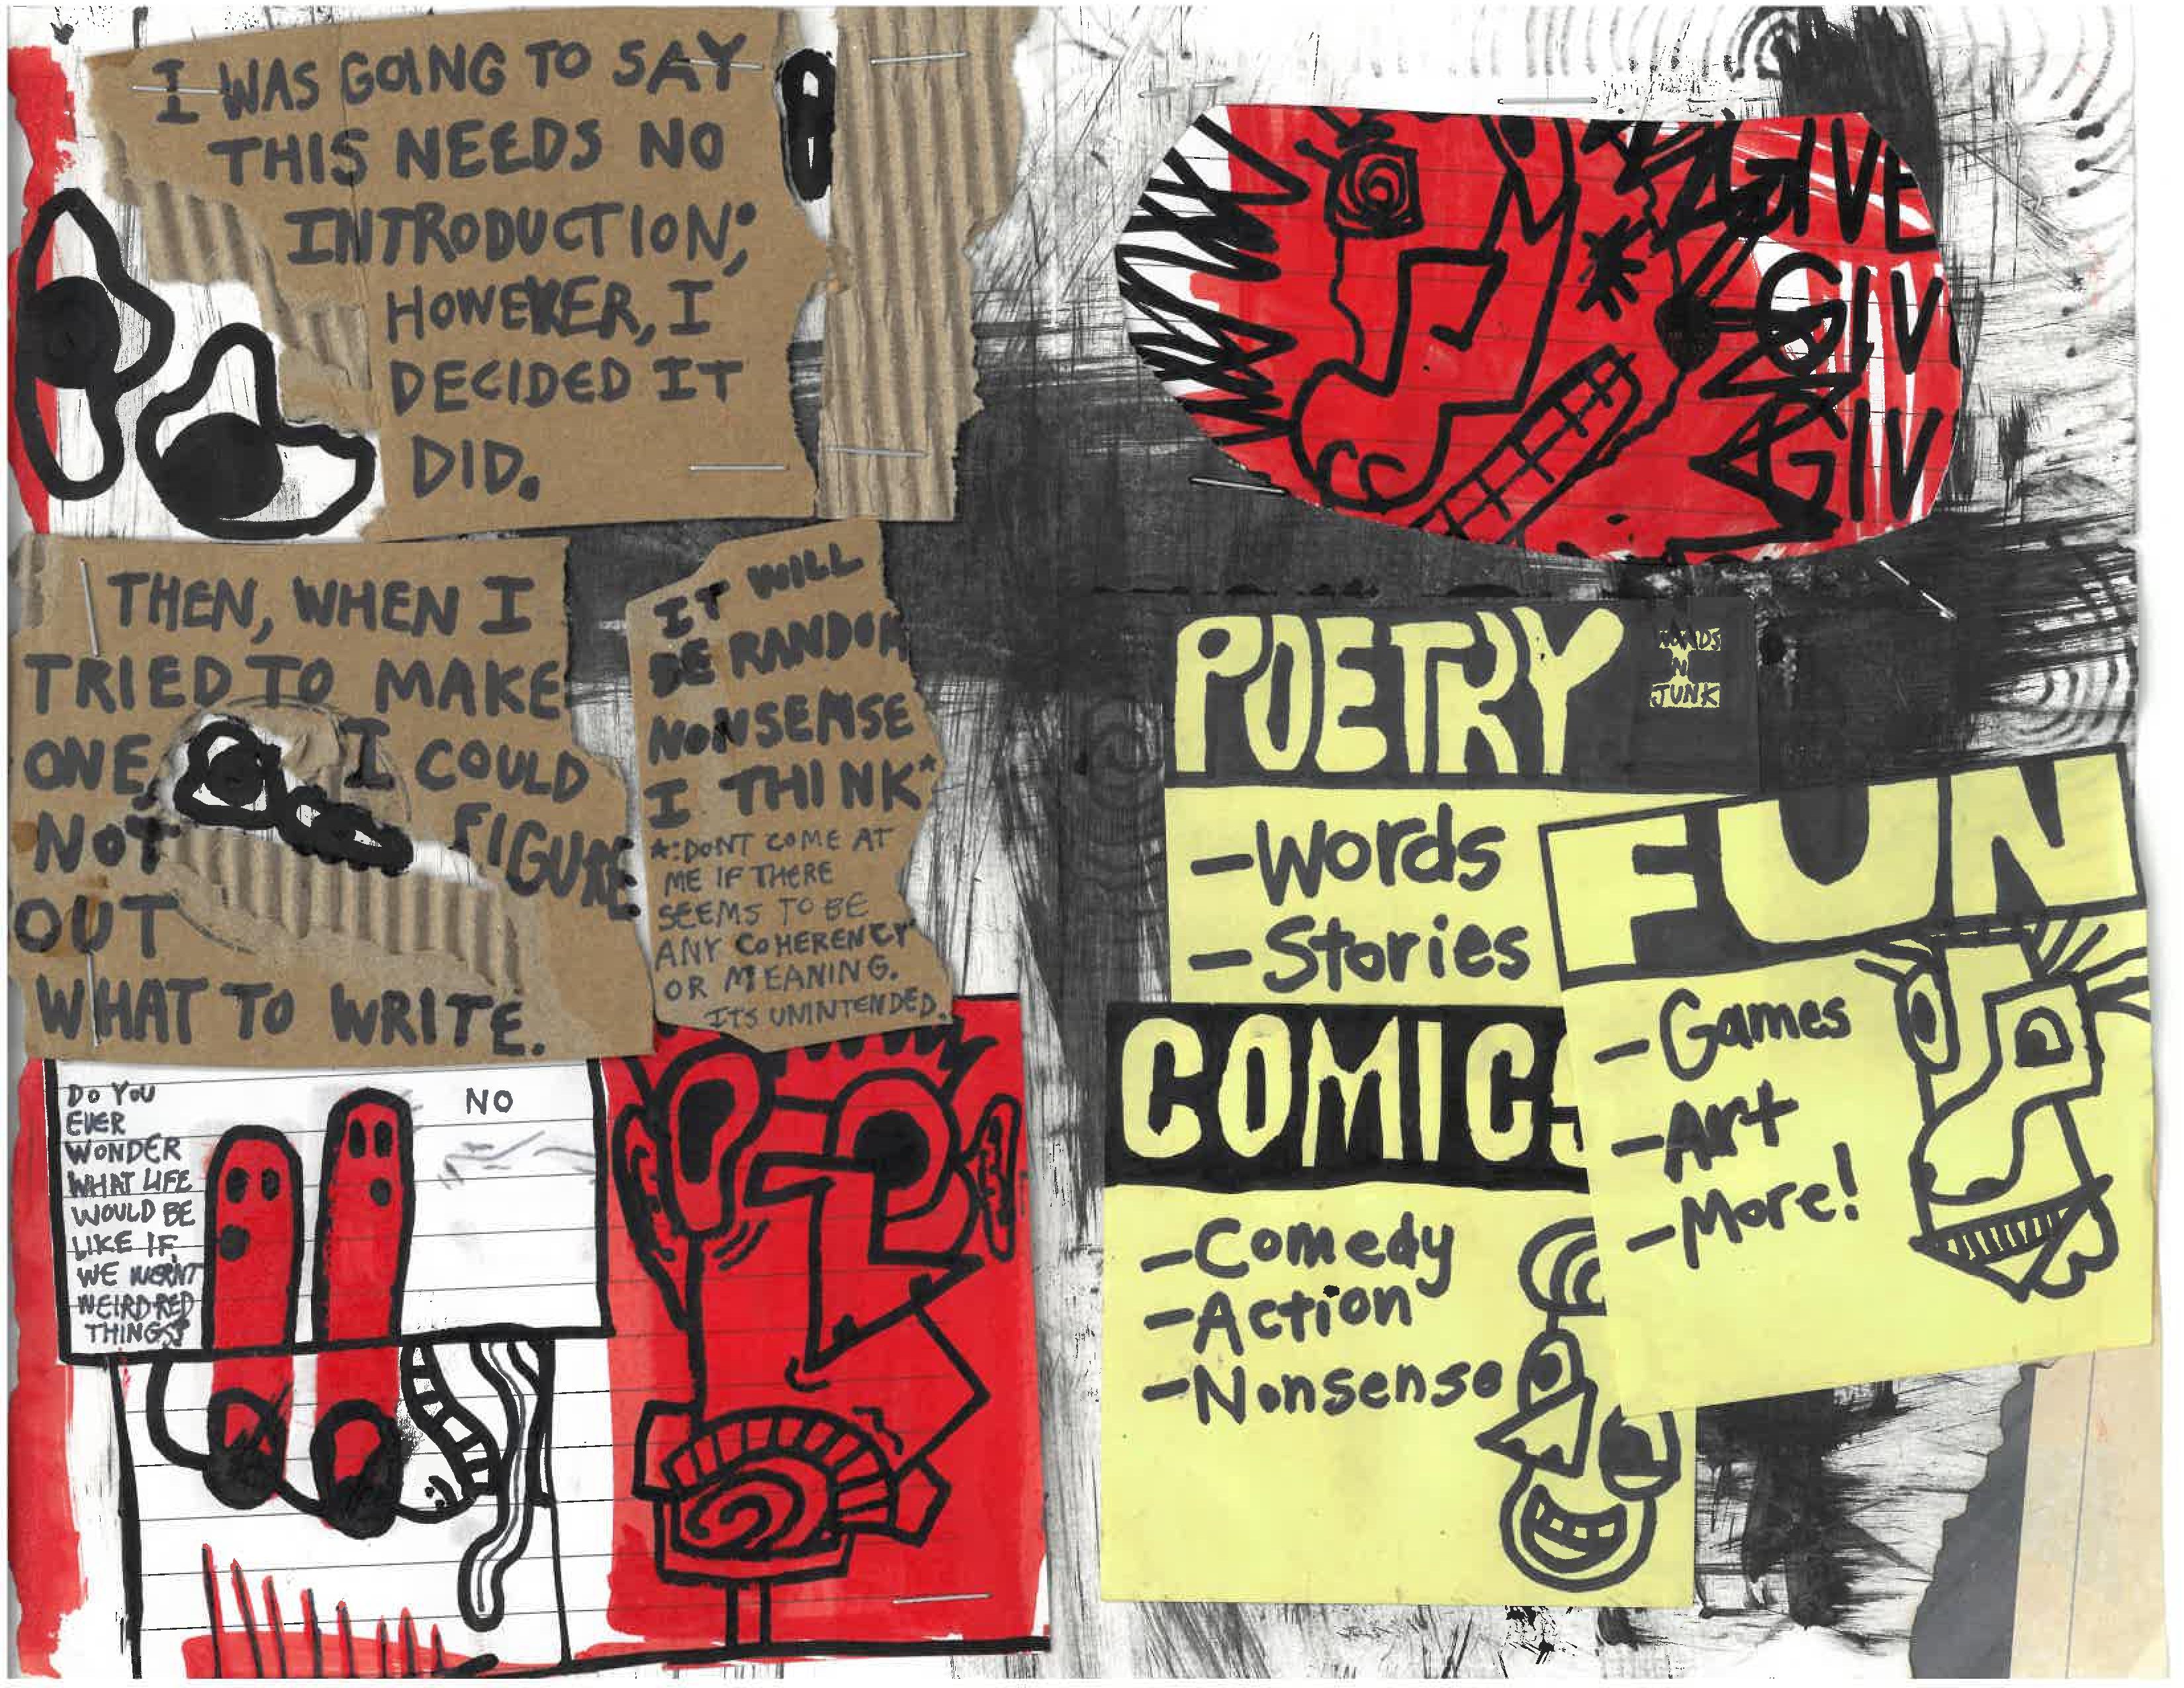 I WAS GOING TO SAY
THIS NEEDS NO
INTRODUCTION;
HOWEVER, I
DECIDED IT
DID.
THEN, WHEN I
TRIED TO MAKE
ONE, I COULD
NOT FIGURE
OUT
WHAT TO WRITE.
IT WILL
BE RANDOM
NONSEMSE
I THINK*
*:DONT COME AT
ME IF THERE
SEEMS TO BE
ANY COHERENCY
OR MEANING.
ITS UNINTENDED.
DO YOU
EVER
WONDER
WHAT LIFE
WOULD BE
LIKE IF
WE WERNT
WEIRD RED
THINGS?
NO
GIVE
GIV
GIV
POETRY
WORDS
N
JUNK
-Words
-Stories
FUN
-Games
-Art
-More!
COMICS
-Comedy
-Action
-Nonsense